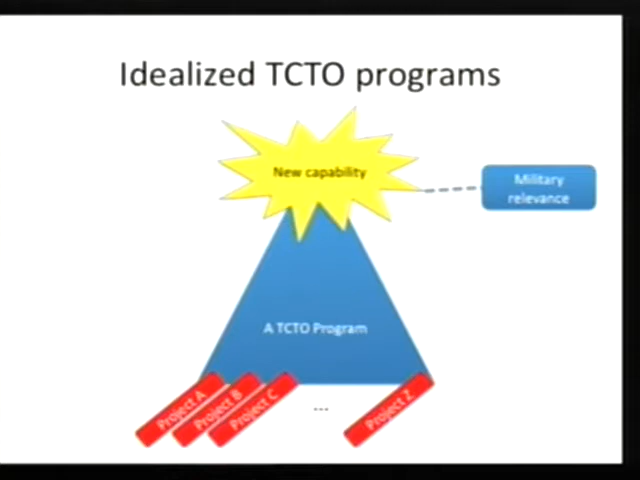 Idealized TCTO programs
New capability
Military
relevance
A TCTO Program
Project A
Project B
Project C
...
Project Z